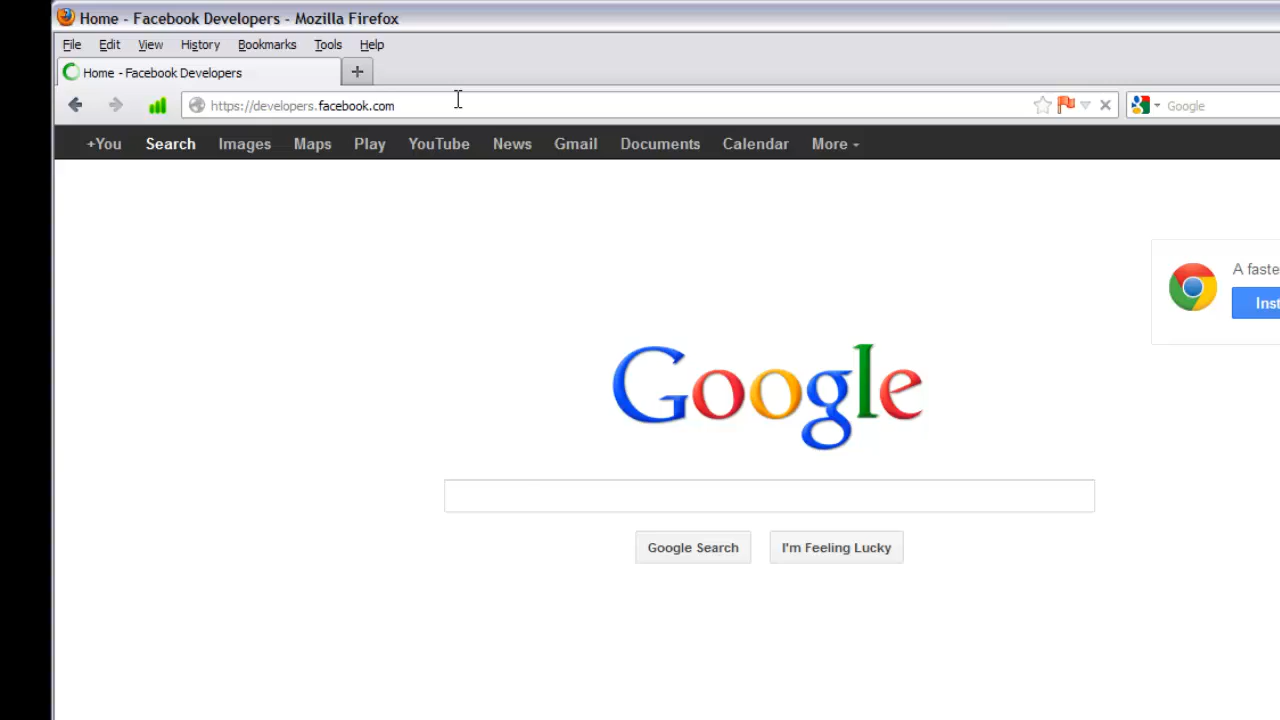 Home - Facebook Developers - Mozilla Firefox
File Edit View History Bookmarks Tools Help
Home - Facebook Developers
https://developers.facebook.com Google
+You Search Images Maps Play YouTube News Gmail Documents Calendar More
A faste
Inst
Google
Google Search I'm Feeling Lucky